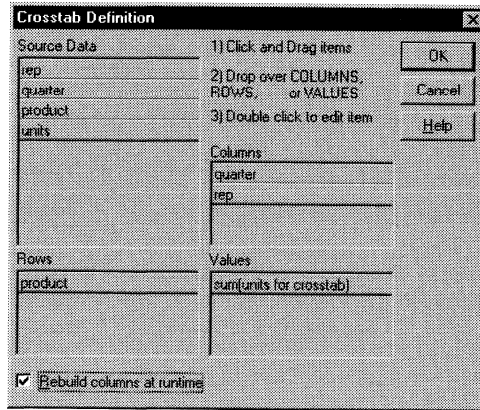 Crosstab Definition
Source Data
rep
quarter
product
units
1) Click and Drag items
2) Drop over COLUMNS,
ROWS, or VALUES
3) Double click to edit item
OK
Cancel
Help
Columns
quarter
rep
Rows
product
Values
sum(units for crosstab)
Rebuild columns at runtime